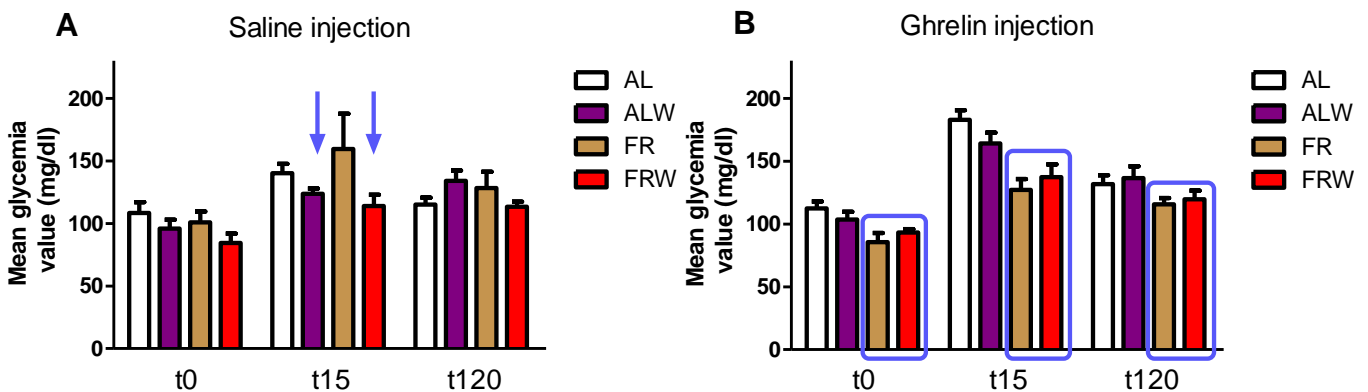 A
Saline injection
Mean glycemia
value (mg/dl)
200
150
100
50
0
t0 t15 t120
AL
ALW
FR
FRW
B
Ghrelin injection
Mean glycemia
value (mg/dl)
200
150
100
50
0
t0 t15 t120
AL
ALW
FR
FRW